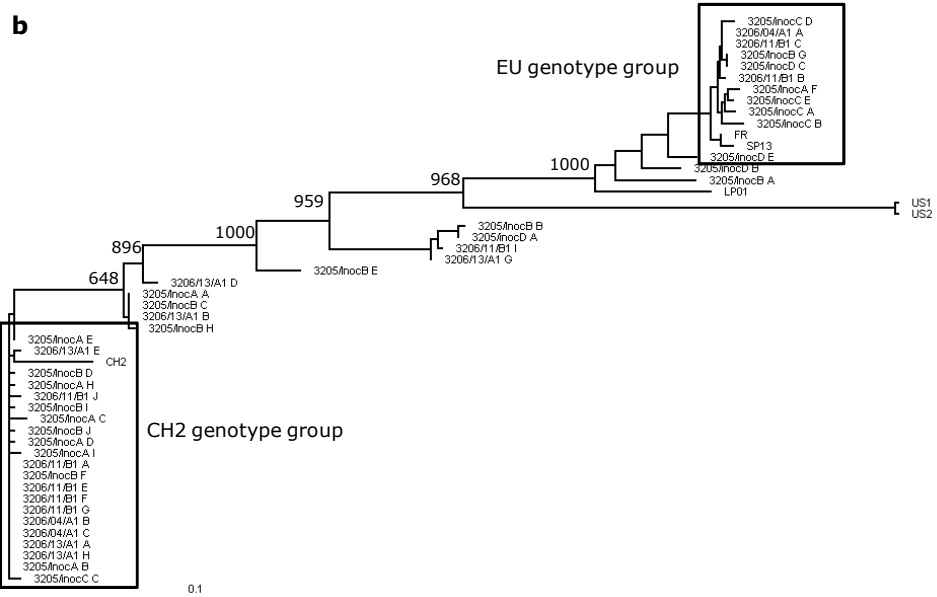 b
3205/InocC D
3206/04/A1 A
3206/11/B1 C
3205/InocB G
3205/InocD C
3206/11/B1 B
3205/InocA F
3205/InocC E
3205/InocC A
3205/InocC B
FR
SP13
3205/InocD E
3205/InocD B
3205/InocB A
LP01
EU genotype group
1000
968
959
US1
US2
3205/InocB B
3205/InocD A
3206/11/B1 I
3206/13/A1 G
1000
896
3205/InocB E
648
3206/13/A1 D
3205/InocA A
3205/InocB C
3206/13/A1 B
3205/InocB H
3205/InocA E
3206/13/A1 E
CH2
3205/InocB D
3205/InocA H
3206/11/B1 J
3205/InocB I
3205/InocA C
3205/InocB J
3205/InocA D
3205/InocA I
3206/11/B1 A
3205/InocB F
3206/11/B1 E
3206/11/B1 F
3206/11/B1 G
3206/04/A1 B
3206/04/A1 C
3206/13/A1 A
3206/13/A1 H
3205/InocA B
3205/InocC C
CH2 genotype group
0.1